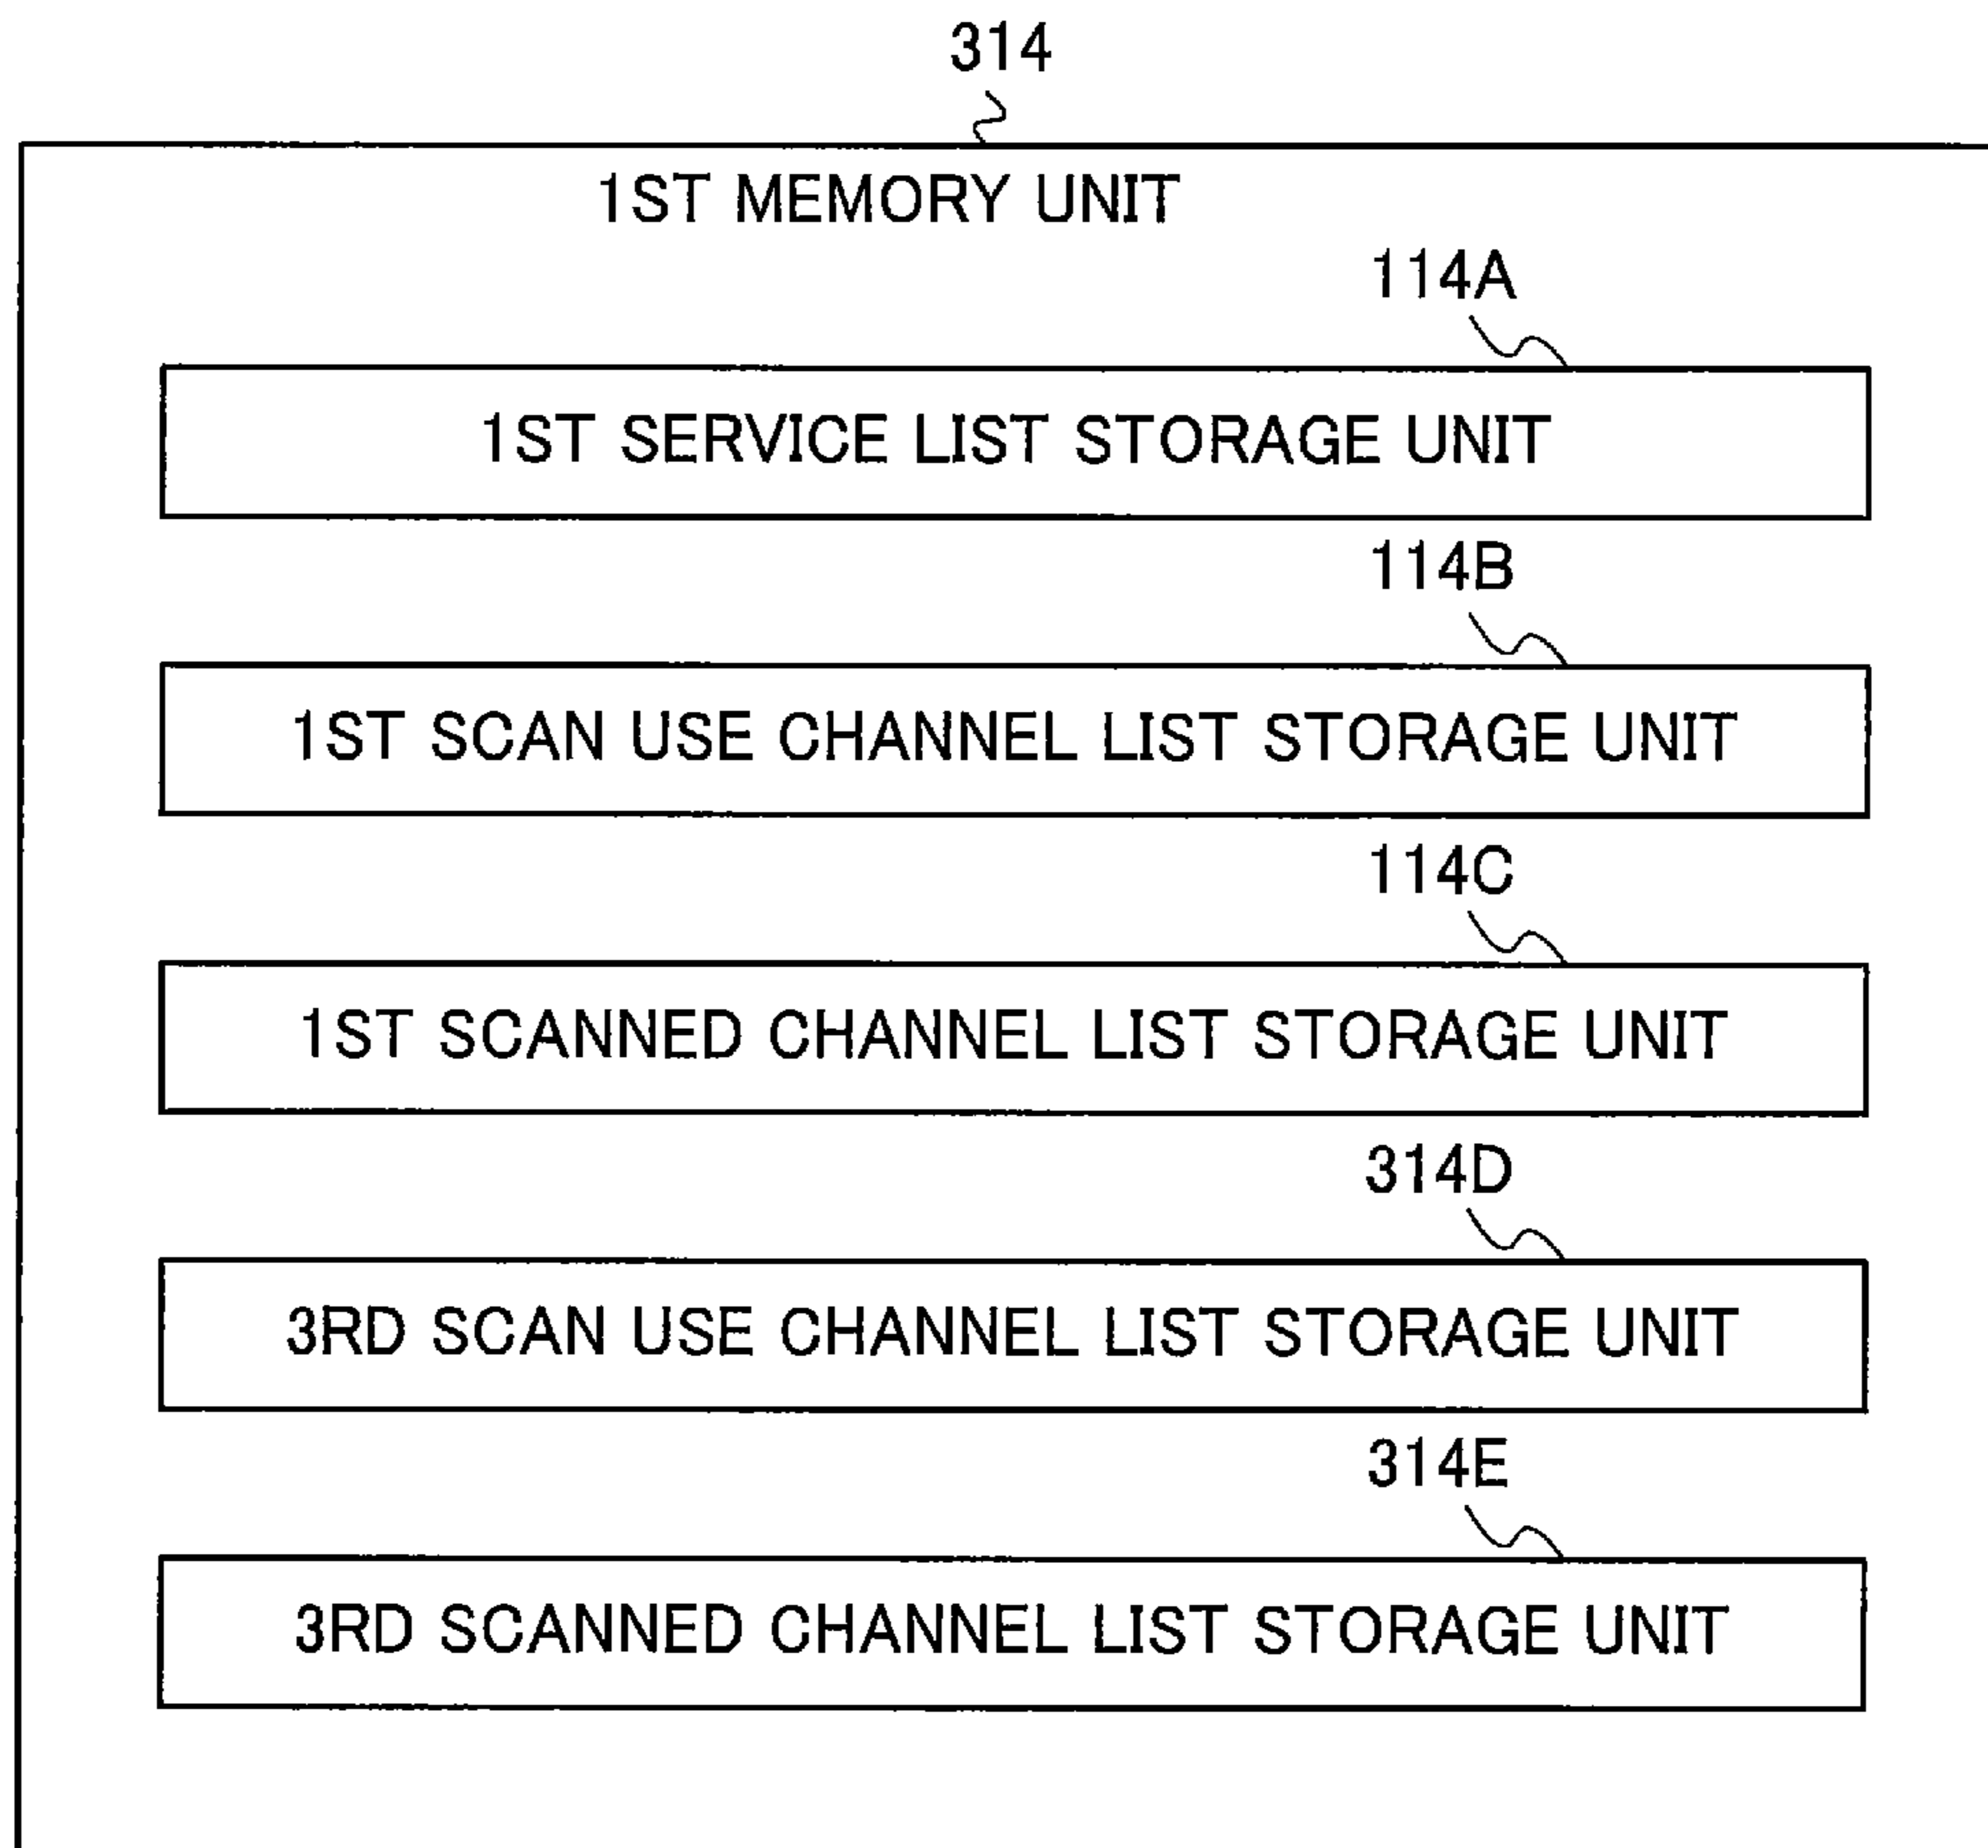 314
1ST MEMORY UNIT
114A
1ST SERVICE LIST STORAGE UNIT
114B
1ST SCAN USE CHANNEL LIST STORAGE UNIT
114C
1ST SCANNED CHANNEL LIST STORAGE UNIT
314D
3RD SCAN USE CHANNEL LIST STORAGE UNIT
314E
3RD SCANNED CHANNEL LIST STORAGE UNIT